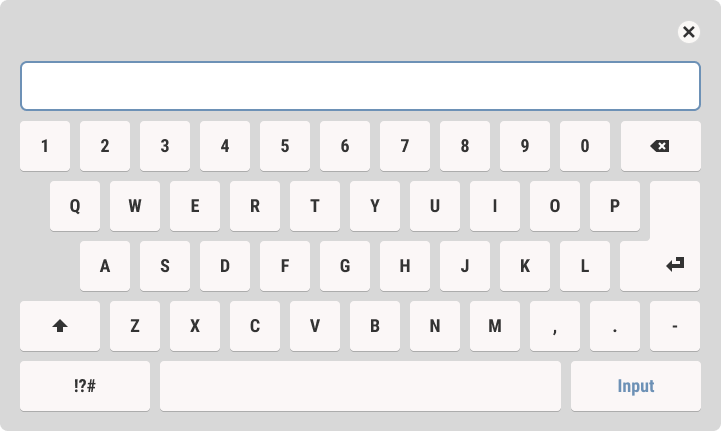 1 2 3 4 5 6 7 8 9 0
Q W E R T Y U I O P
A S D F G H J K L
Z X C V B N M , . -
!?# Input